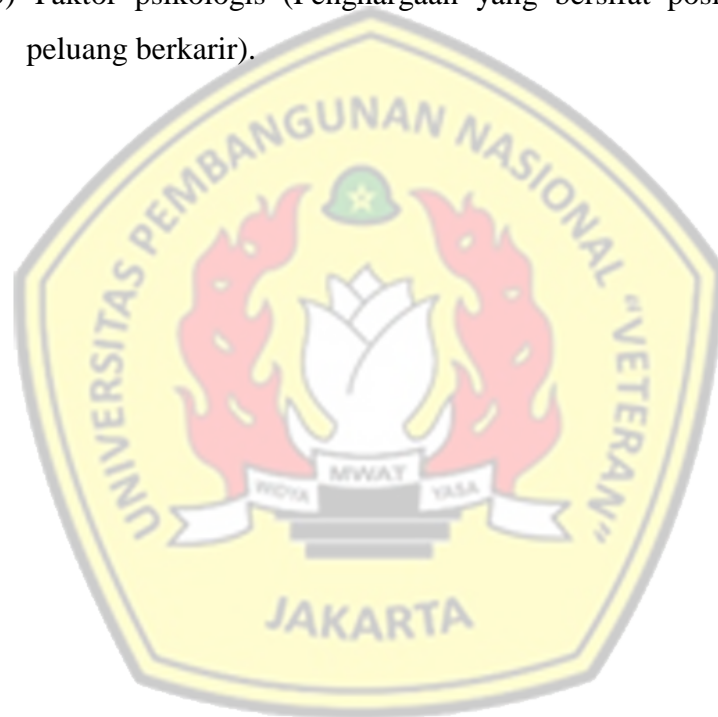 Faktor psikologis (Penghargaan yang bersifat
peluang berkarir).
UNIVERSITAS PEMBANGUNAN NASIONAL "VETERAN"
WIDYA MWAT YASA
JAKARTA